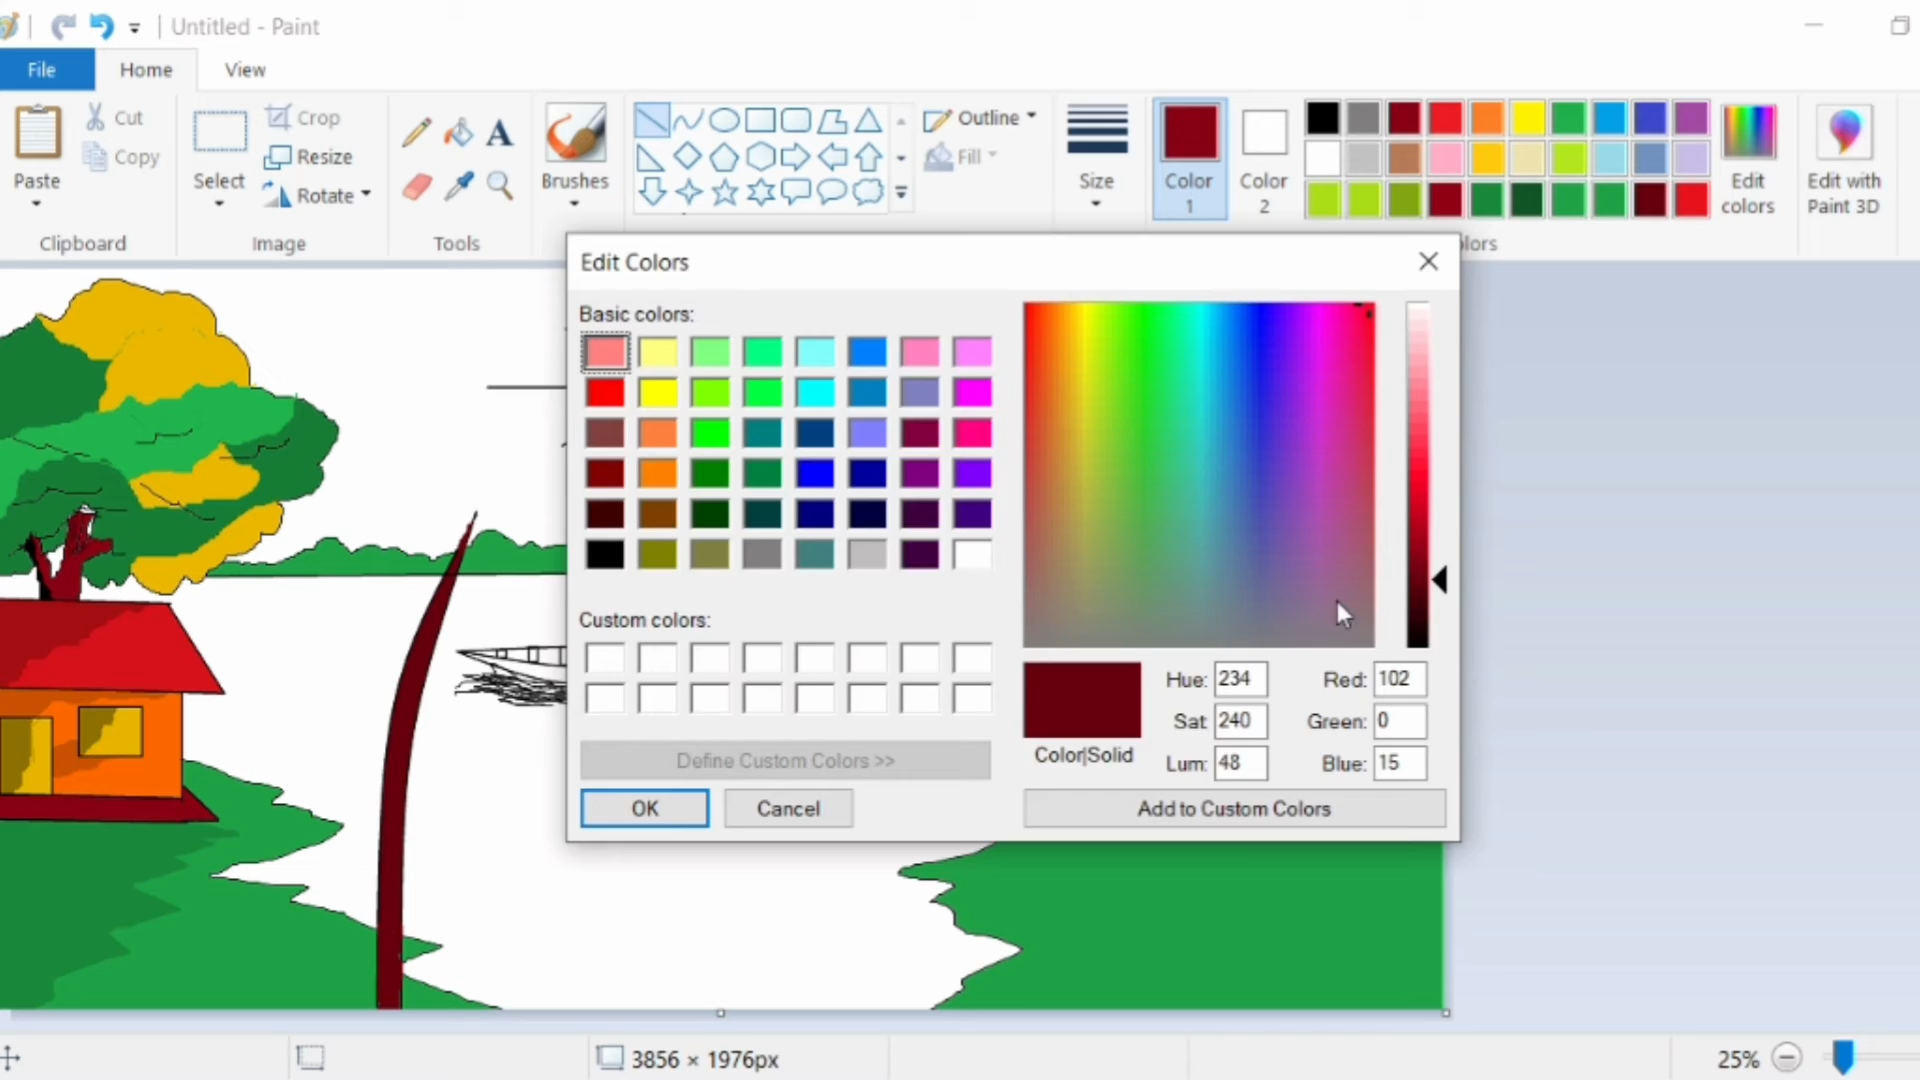 Untitled - Paint
File Home View
Paste
Cut
Copy
Clipboard
Select
Crop
Resize
Rotate
Image
A
Tools
Brushes
Outline
Fill
Size
Color 1
Color 2
Edit colors
Edit with Paint 3D
lors
Edit Colors
Basic colors:
Custom colors:
Define Custom Colors >>
OK Cancel
Color|Solid
Hue: 234 Red: 102
Sat: 240 Green: 0
Lum: 48 Blue: 15
Add to Custom Colors
3856 × 1976px
25%